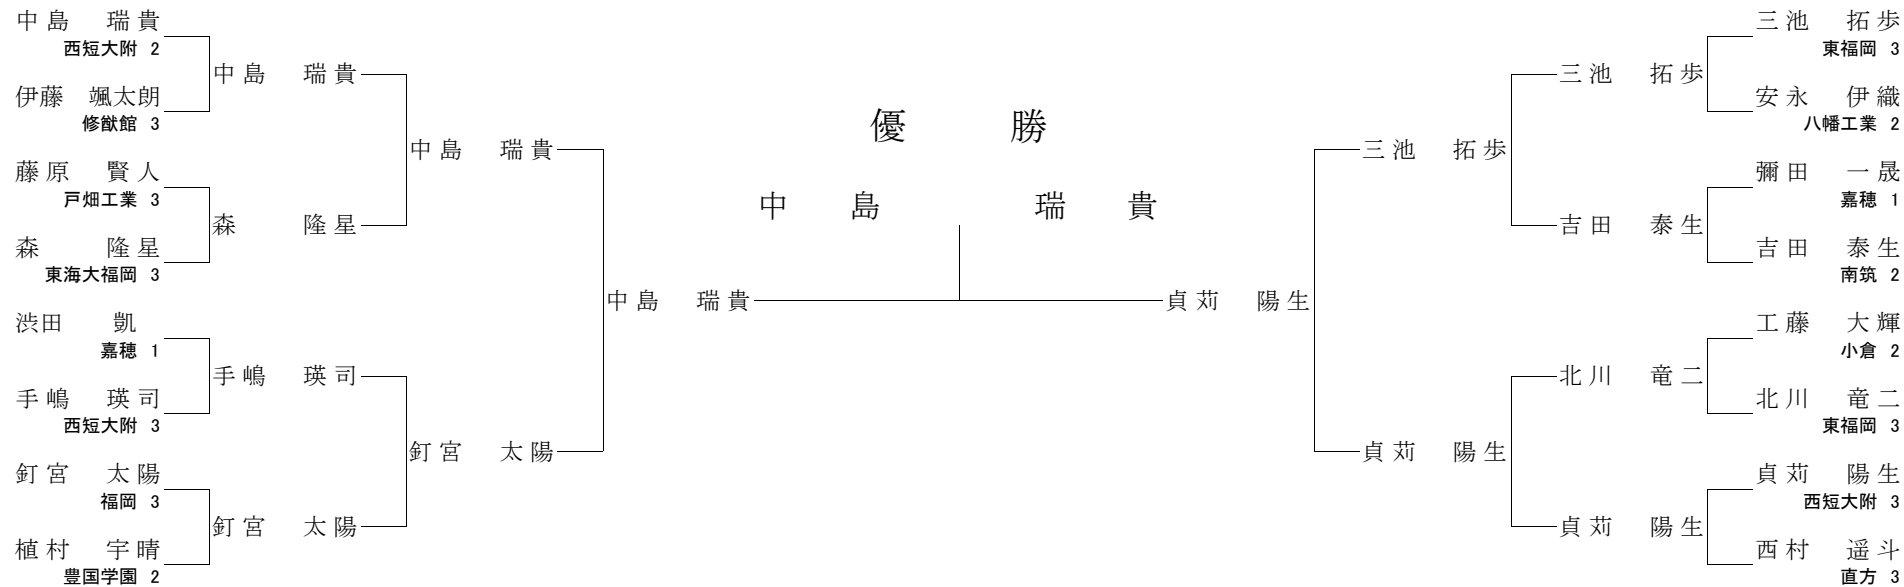 中島 瑞貴
西短大附 2
伊藤 颯太朗
修猷館 3
藤原 賢人
戸畑工業 3
森 隆星
東海大福岡 3
渋田 凱
嘉穂 1
手嶋 瑛司
西短大附 3
釘宮 太陽
福岡 3
植村 宇晴
豊国学園 2
中島 瑞貴
森 隆星
手嶋 瑛司
釘宮 太陽
中島 瑞貴
釘宮 太陽
中島 瑞貴
優 勝
中島 瑞貴
貞苅 陽生
三池 拓歩
貞苅 陽生
三池 拓歩
吉田 泰生
北川 竜二
貞苅 陽生
三池 拓歩
東福岡 3
安永 伊織
八幡工業 2
彌田 一晟
嘉穂 1
吉田 泰生
南筑 2
工藤 大輝
小倉 2
北川 竜二
東福岡 3
貞苅 陽生
西短大附 3
西村 遥斗
直方 3